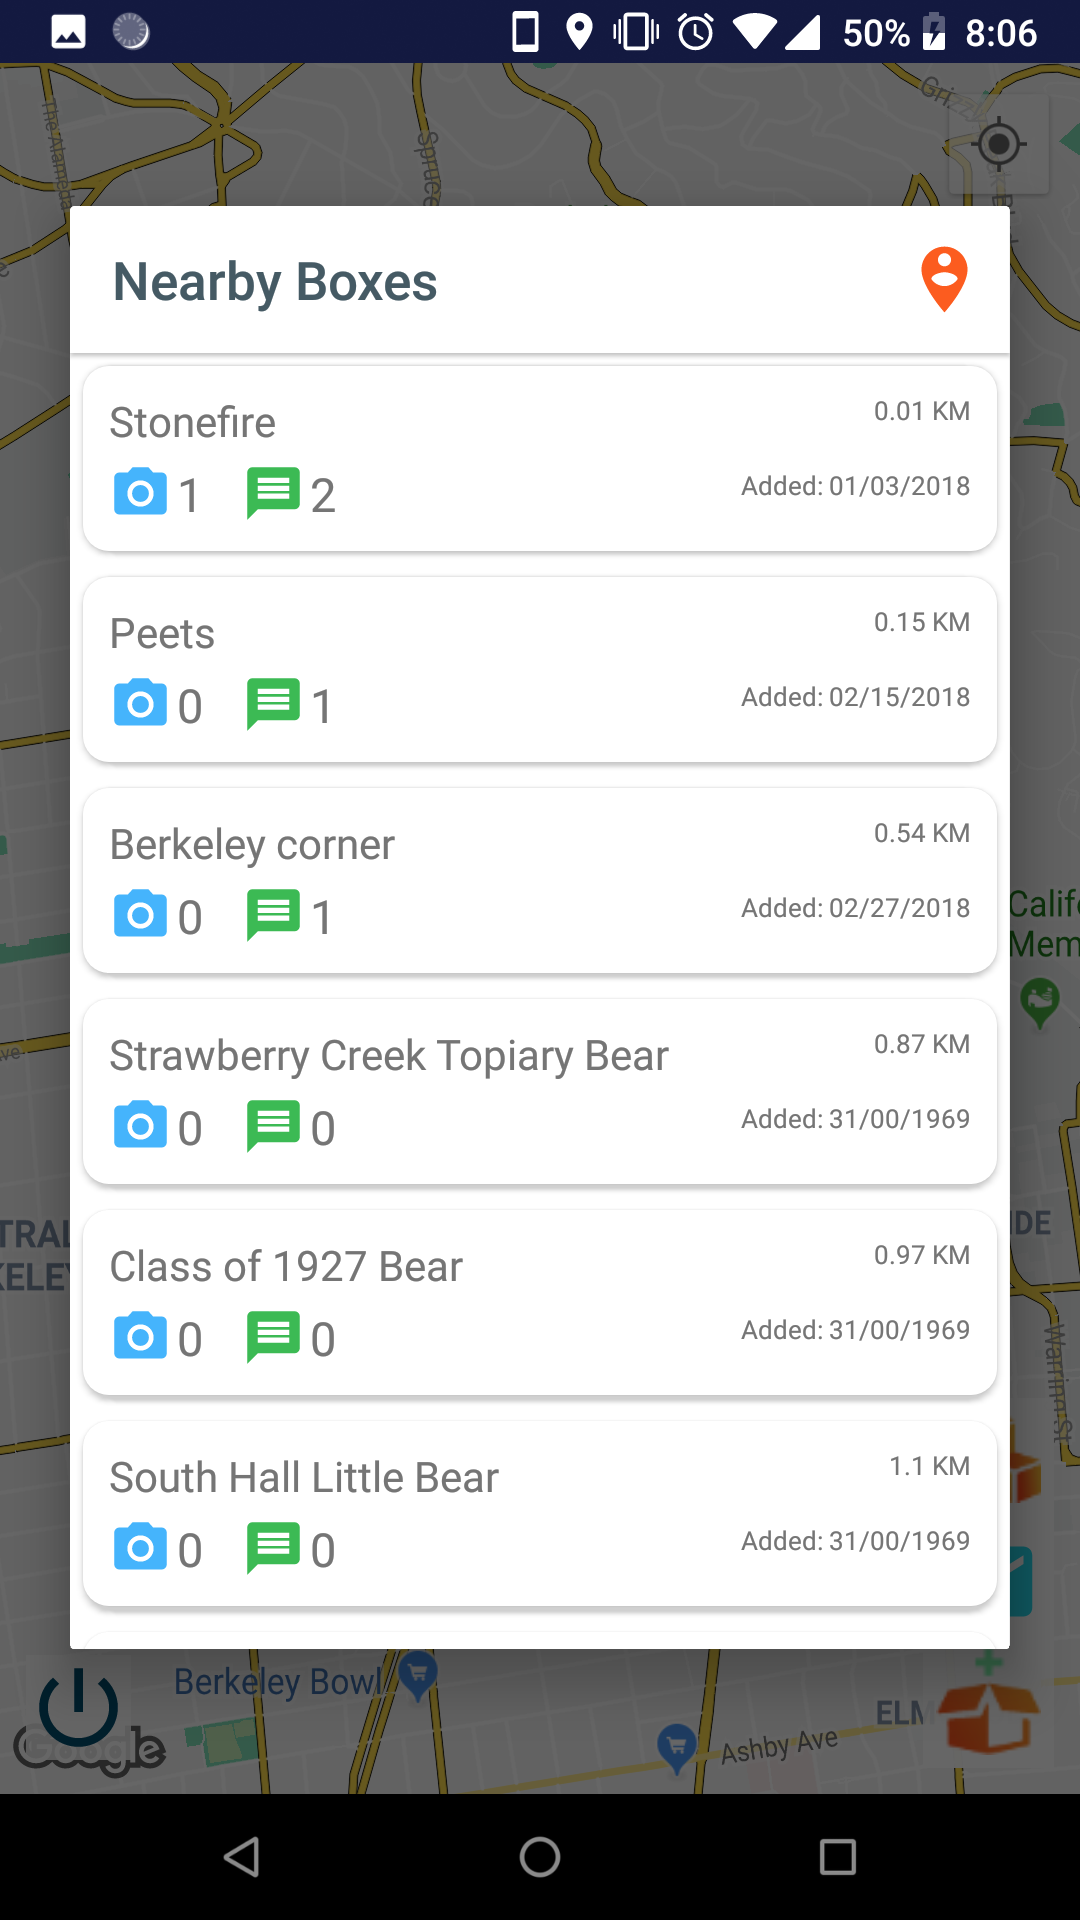 50% 8:06
The Alameda
Spruce
Griz
Nearby Boxes
Stonefire
0.01 KM
1 2
Added: 01/03/2018
Peets
0.15 KM
0 1
Added: 02/15/2018
Berkeley corner
0.54 KM
0 1
Added: 02/27/2018
Calif
Mem
Strawberry Creek Topiary Bear
0.87 KM
0 0
Added: 31/00/1969
TRAL
KELEY
IDE
Class of 1927 Bear
0.97 KM
0 0
Added: 31/00/1969
Warring St
South Hall Little Bear
1.1 KM
0 0
Added: 31/00/1969
Berkeley Bowl
ELM
Ashby Ave
Google